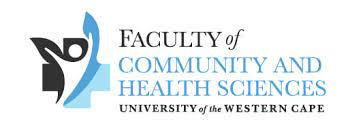 FACULTY of
COMMUNITY AND
HEALTH SCIENCES
UNIVERSITY of the WESTERN CAPE